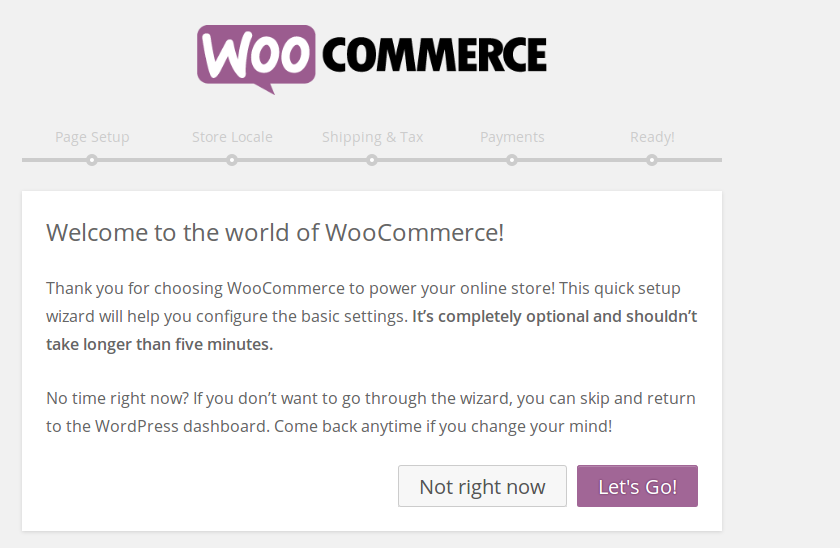 WOO COMMERCE
Page Setup Store Locale Shipping & Tax Payments Ready!
Welcome to the world of WooCommerce!
Thank you for choosing WooCommerce to power your online store! This quick setup
wizard will help you configure the basic settings. It’s completely optional and shouldn’t
take longer than five minutes.
No time right now? If you don’t want to go through the wizard, you can skip and return
to the WordPress dashboard. Come back anytime if you change your mind!
Not right now Let's Go!